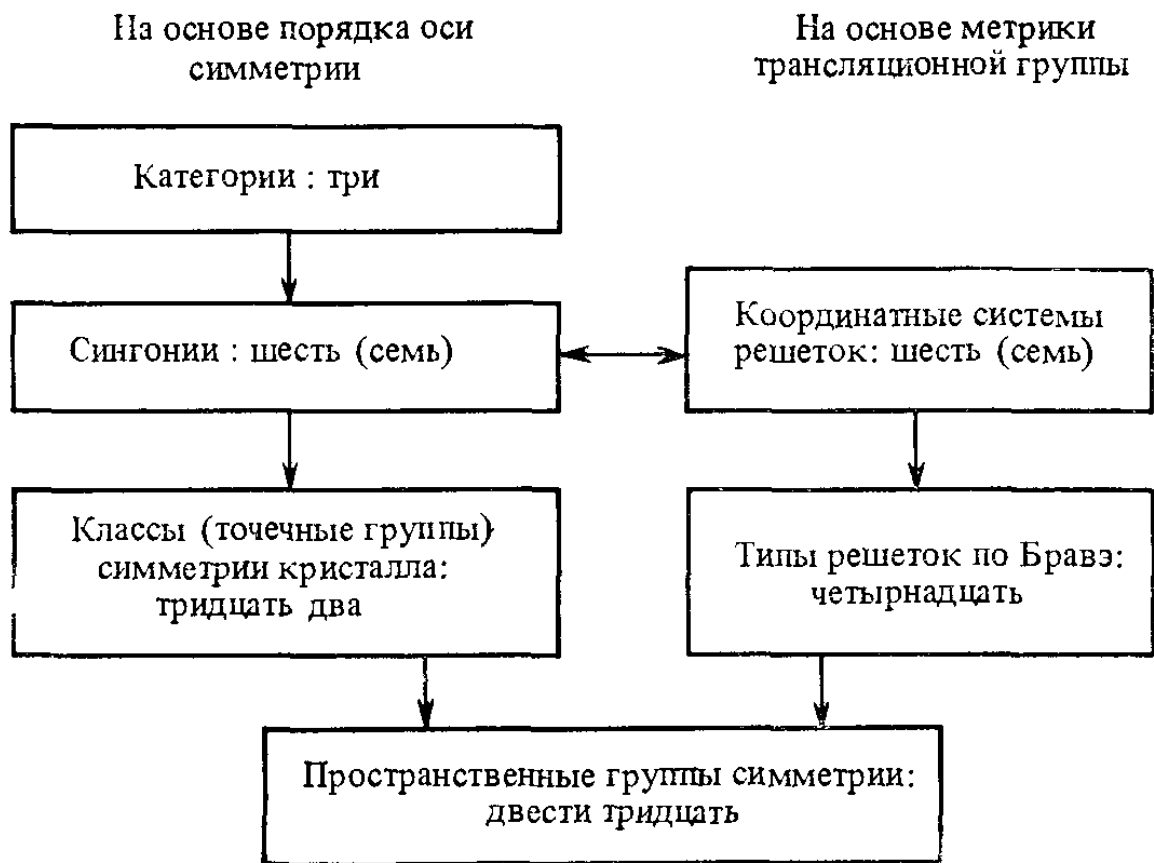 На основе порядка оси
симметрии
На основе метрики
трансляционной группы
Категории : три
Сингонии : шесть (семь)
Координатные системы
решеток: шесть (семь)
Классы (точечные группы)
симметрии кристалла:
тридцать два
Типы решеток по Бравэ:
четырнадцать
Пространственные группы симметрии:
двести тридцать